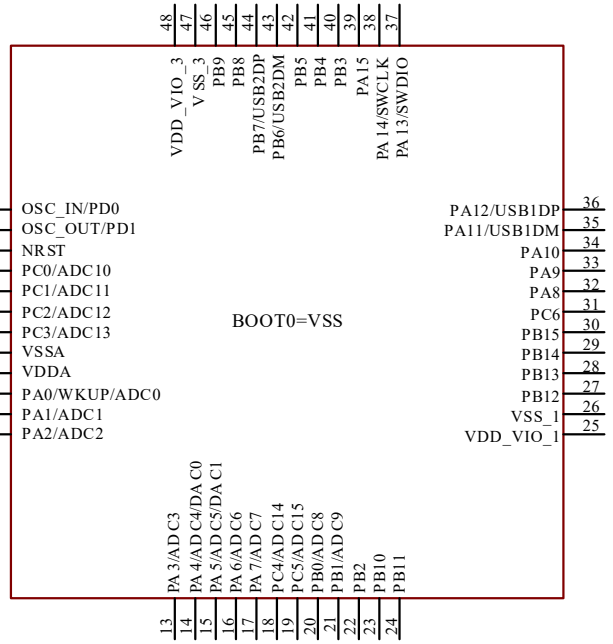 48
47
46
45
44
43
42
41
40
39
38
37
VDD_VIO_3
VSS_3
PB9
PB8
PB7/USB2DP
PB6/USB2DM
PB5
PB4
PB3
PA15
PA14/SWCLK
PA13/SWDIO
OSC_IN/PD0
OSC_OUT/PD1
NRST
PC0/ADC10
PC1/ADC11
PC2/ADC12
PC3/ADC13
VSSA
VDDA
PA0/WKUP/ADC0
PA1/ADC1
PA2/ADC2
BOOT0=VSS
PA12/USB1DP 36
PA11/USB1DM 35
PA10 34
PA9 33
PA8 32
PC6 31
PB15 30
PB14 29
PB13 28
PB12 27
VSS_1 26
VDD_VIO_1 25
PA3/ADC3
PA4/ADC4/DAC0
PA5/ADC5/DAC1
PA6/ADC6
PA7/ADC7
PC4/ADC14
PC5/ADC15
PB0/ADC8
PB1/ADC9
PB2
PB10
PB11
13
14
15
16
17
18
19
20
21
22
23
24